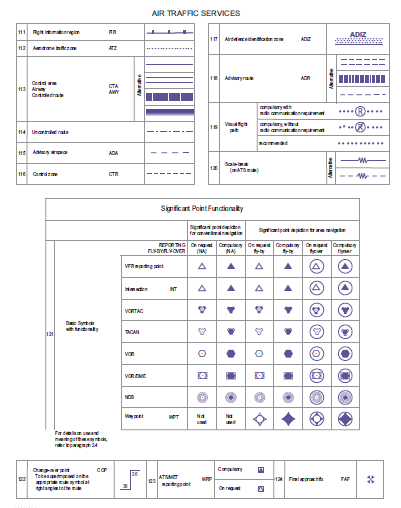 AIR TRAFFIC SERVICES
111 Flight information region FIR
112 Aerodrome traffic zone ATZ
113 Control area
Airway
Controlled route
CTA
AWY
Alternative
114 Uncontrolled route
115 Advisory airspace ADA
116 Control zone CTR
117 Air defence identification zone ADIZ
ADIZ
118 Advisory route ADR
Alternative
119 Visual flight
path
compulsory, with
radio communication requirement
R
compulsory, without
radio communication requirement
R
recommended
120 Scale-break
(on ATS route)
Alternative
Significant Point Functionality
Significant point depiction
for conventional navigation
Significant point depiction for area navigation
REPORTING
FLY-BY/FLY-OVER
On request
(NA)
Compulsory
(NA)
On request
fly-by
Compulsory
fly-by
On request
flyover
Compulsory
flyover
121 Basic Symbols
with functionality
VFR reporting point
Intersection INT
VORTAC
TACAN
VOR
VOR/DME
NDB
Waypoint WPT
Not
used
Not
used
For details on use and
meaning of these symbols,
refer to paragraph 2.4
122 Change-over point COP
To be superimposed on the
appropriate route symbol at
right angles to the route
123 ATS/MET
reporting point
MRP
Compulsory
On request
124 Final approach fix FAF